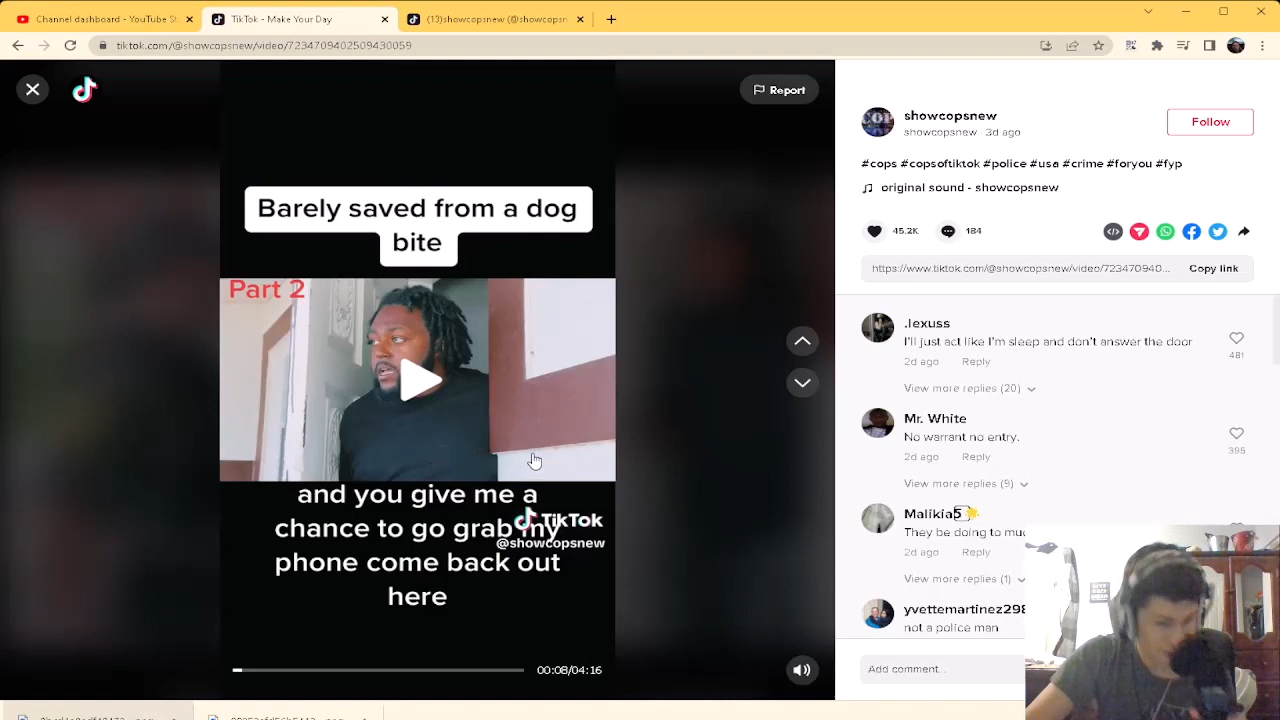 Channel dashboard - YouTube St
TikTok - Make Your Day
(13)showcopsnew (@showcopsn
tiktok.com/@showcopsnew/video/7234709402509430059
Report
Barely saved from a dog
bite
Part 2
and you give me a
chance to go grab my
phone come back out
here
TikTok
@showcopsnew
00:08/04:16
showcopsnew
showcopsnew · 3d ago
Follow
#cops #copsoftiktok #police #usa #crime #foryou #fyp
original sound - showcopsnew
45.2K
184
https://www.tiktok.com/@showcopsnew/video/723470940...
Copy link
.lexuss
I'll just act like I'm sleep and don't answer the door
481
2d ago Reply
View more replies (20)
Mr. White
No warrant no entry.
395
2d ago Reply
View more replies (9)
Malikia5
They be doing to muc
2d ago Reply
View more replies (1)
yvettemartinez298
not a police man
Add comment...